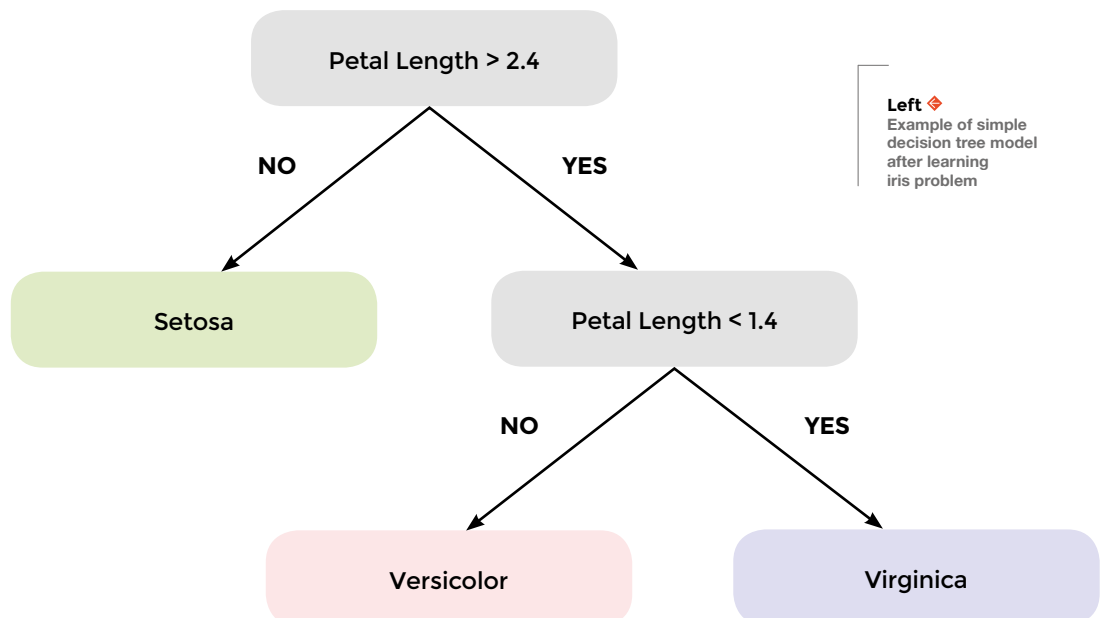 Petal Length > 2.4
Left
Example of simple
decision tree model
after learning
iris problem
NO
YES
Setosa
Petal Length < 1.4
NO
YES
Versicolor
Virginica